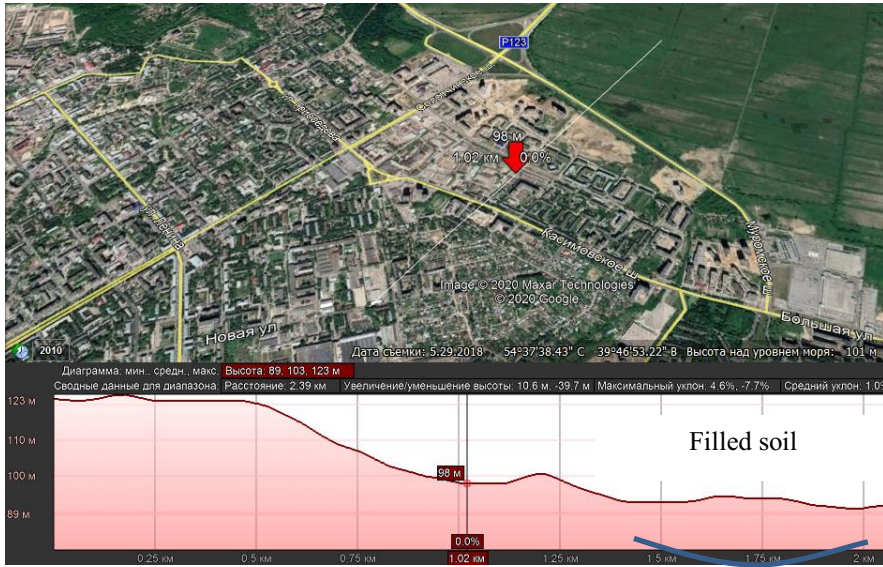 P123
98 м
1.02 км 0.0%
Касимовское ш
Муромское ш
Image © 2020 Maxar Technologies
© 2020 Google
Новая ул
Большая ул
2010
Дата съемки: 5.29.2018 54°37'38.43" С 39°46'53.22" В Высота над уровнем моря: 101 м
Диаграмма: мин., средн., макс. Высота: 89, 103, 123 м
Сводные данные для диапазона Расстояние: 2.39 км Увеличение/уменьшение высоты: 10.6 м, -39.7 м Максимальный уклон: 4.6%, -7.7% Средний уклон: 1.0%
123 м
Filled soil
110 м
100 м
98 м
89 м
0.0%
0.25 км 0.5 км 0.75 км 1.02 км 1.25 км 1.5 км 1.75 км 2 км